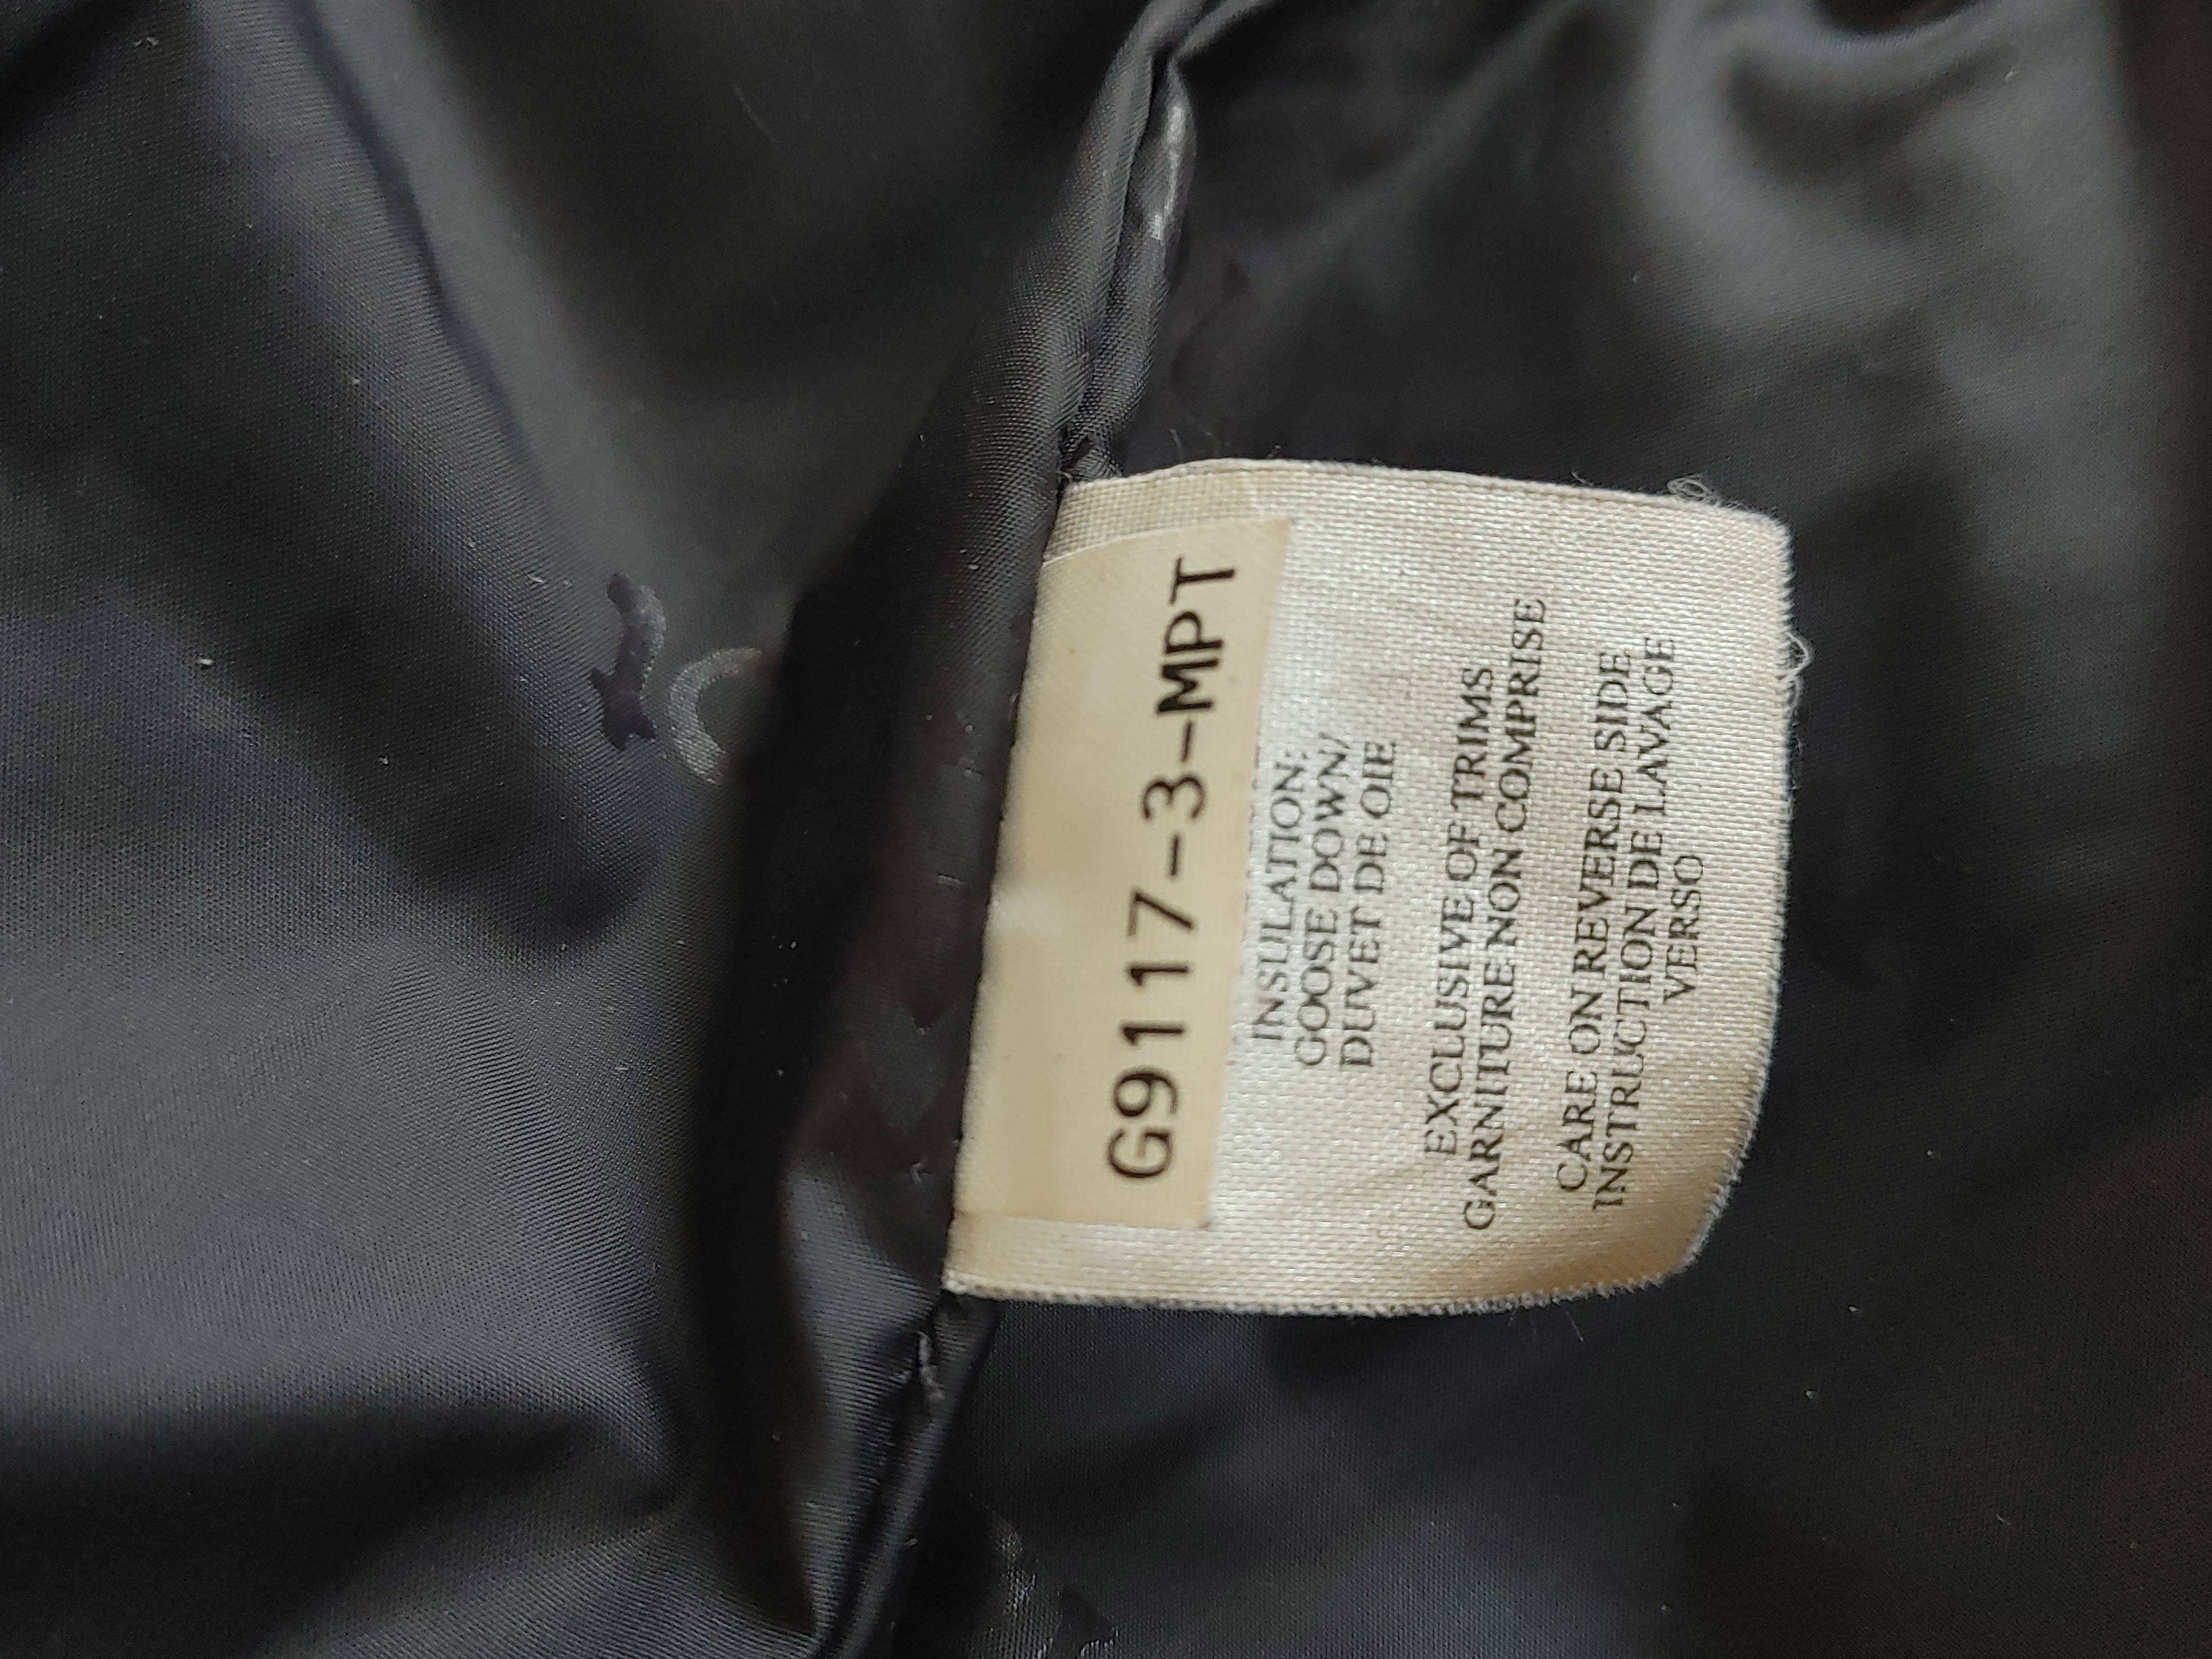 G9117-3-MPT
INSULATION:
GOOSE DOWN/
DUVET DE OIE
EXCLUSIVE OF TRIMS
GARNITURE NON COMPRISE
CARE ON REVERSE SIDE
INSTRUCTION DE LAVAGE
VERSO